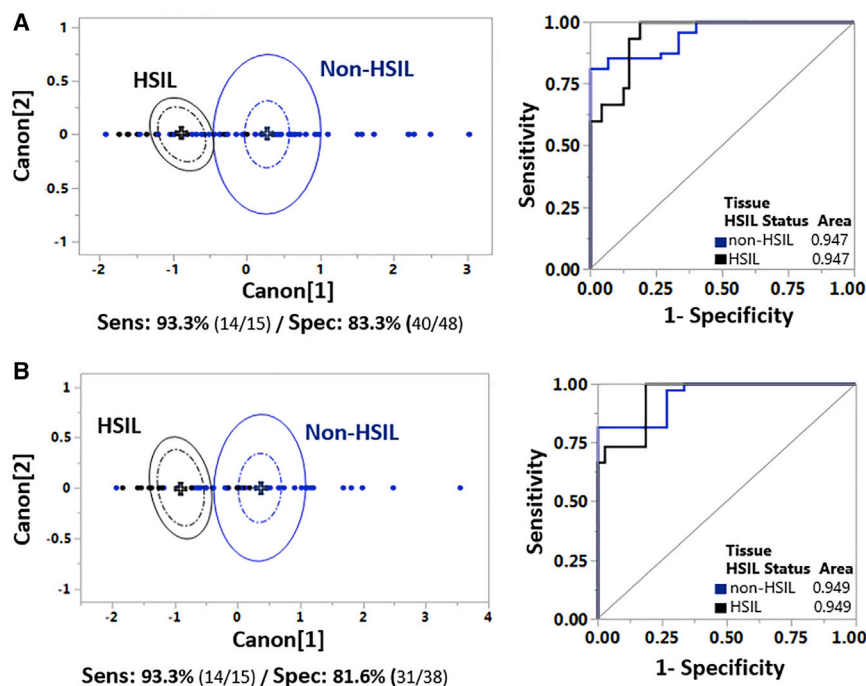 A
1
0.5
0
-0.5
-1
Canon[2]
HSIL
Non-HSIL
-2 -1 0 1 2 3
Canon[1]
Sens: 93.3% (14/15) / Spec: 83.3% (40/48)
1.00
0.75
0.50
0.25
0.00
Sensitivity
Tissue
HSIL Status Area
non-HSIL 0.947
HSIL 0.947
0.00 0.25 0.50 0.75 1.00
1- Specificity
B
1
0.5
0
-0.5
-1
Canon[2]
HSIL
Non-HSIL
-2 -1 0 1 2 3 4
Canon[1]
Sens: 93.3% (14/15) / Spec: 81.6% (31/38)
1.00
0.75
0.50
0.25
0.00
Sensitivity
Tissue
HSIL Status Area
non-HSIL 0.949
HSIL 0.949
0.00 0.25 0.50 0.75 1.00
1- Specificity